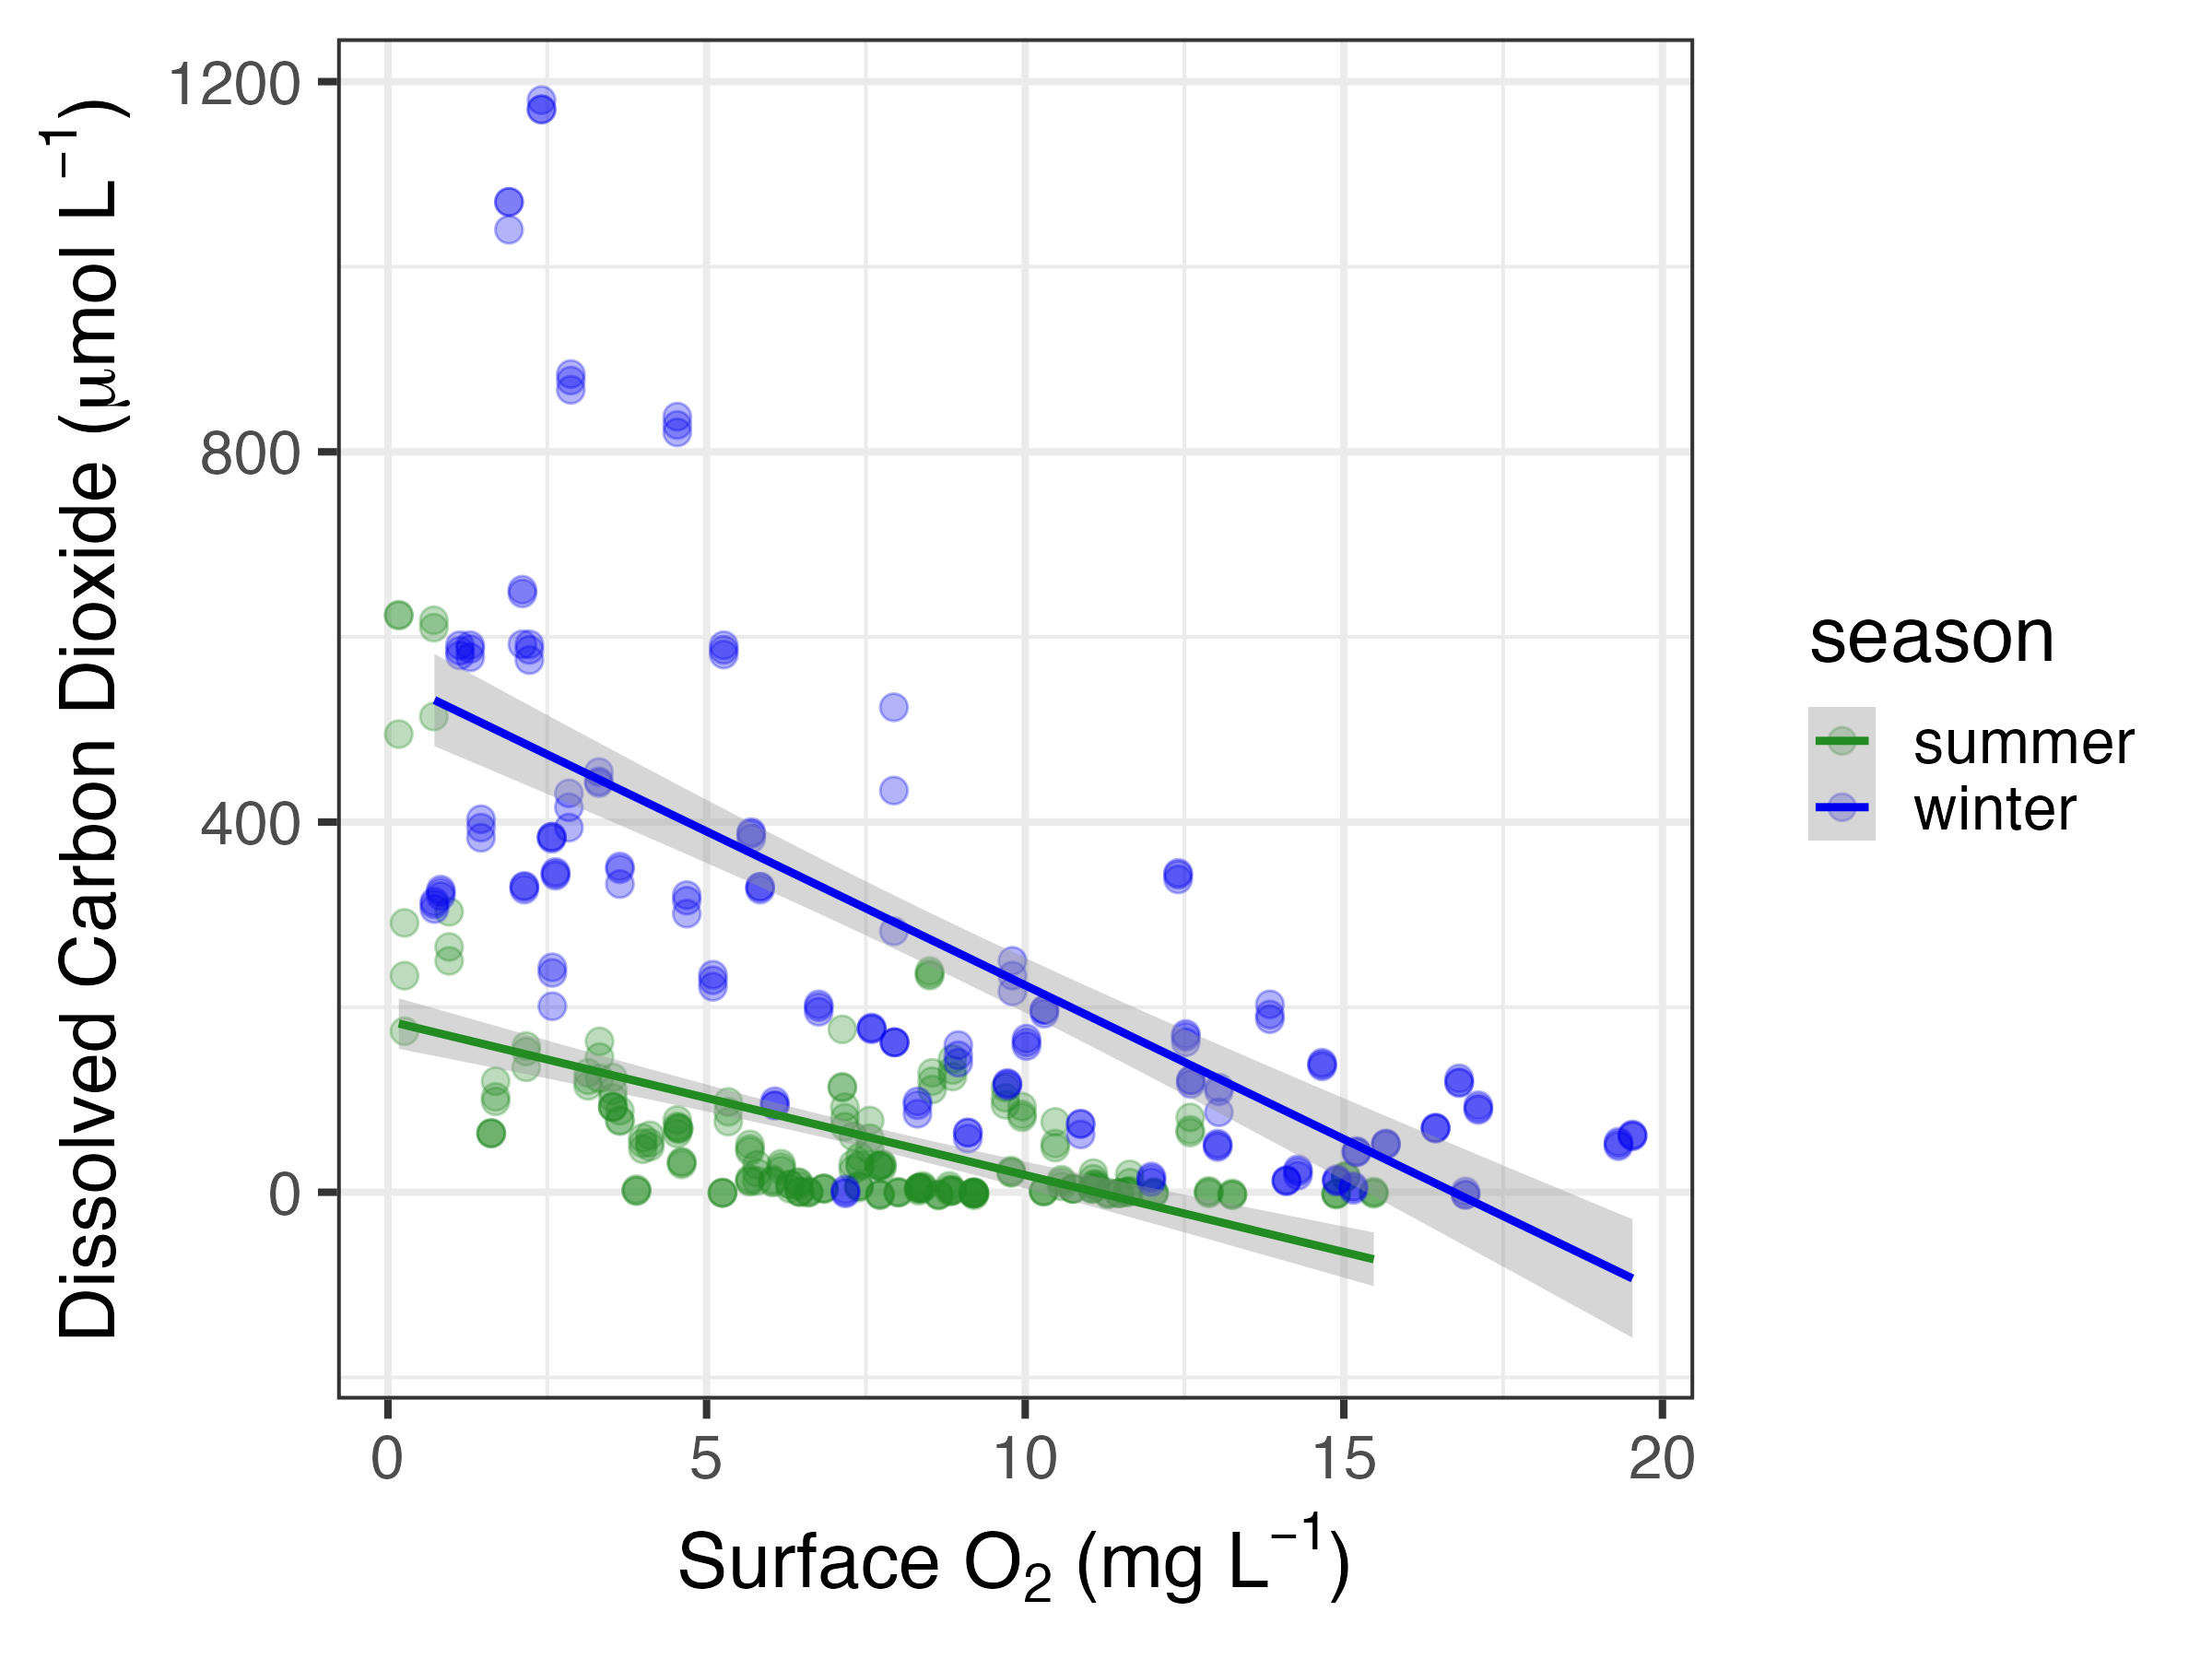 Dissolved Carbon Dioxide (μmol L⁻¹)
1200
800
400
0
0 5 10 15 20
Surface O₂ (mg L⁻¹)
season
summer
winter